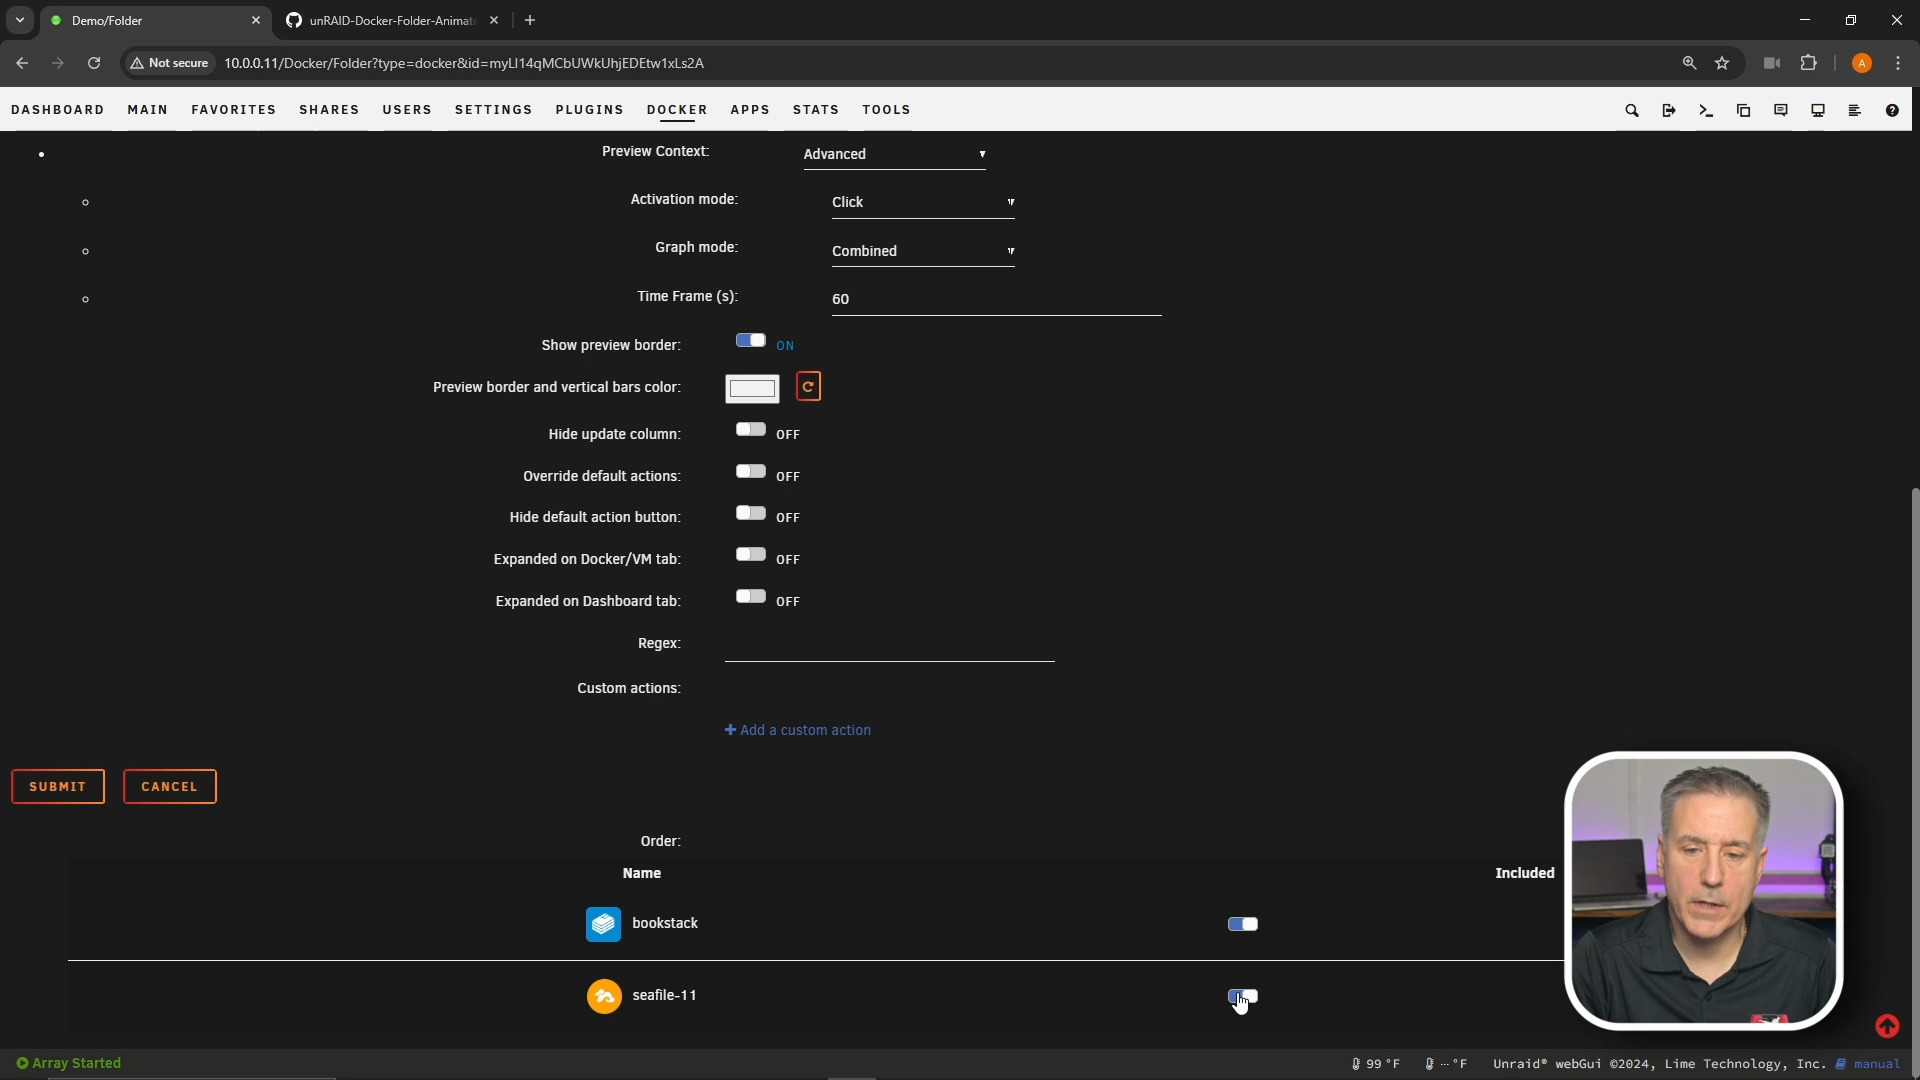 Demo/Folder
unRAID-Docker-Folder-Animat
Not secure
10.0.0.11/Docker/Folder?type=docker&id=myLl14qMCbUWkUhjEDEtw1xLs2A
A
DASHBOARD MAIN FAVORITES SHARES USERS SETTINGS PLUGINS DOCKER APPS STATS TOOLS
Preview Context: Advanced
Activation mode: Click
Graph mode: Combined
Time Frame (s): 60
Show preview border: ON
Preview border and vertical bars color:
Hide update column: OFF
Override default actions: OFF
Hide default action button: OFF
Expanded on Docker/VM tab: OFF
Expanded on Dashboard tab: OFF
Regex:
Custom actions:
Add a custom action
SUBMIT CANCEL
Order:
Name Included
bookstack
seafile-11
Array Started 99 °F -- °F Unraid® webGui ©2024, Lime Technology, Inc. manual